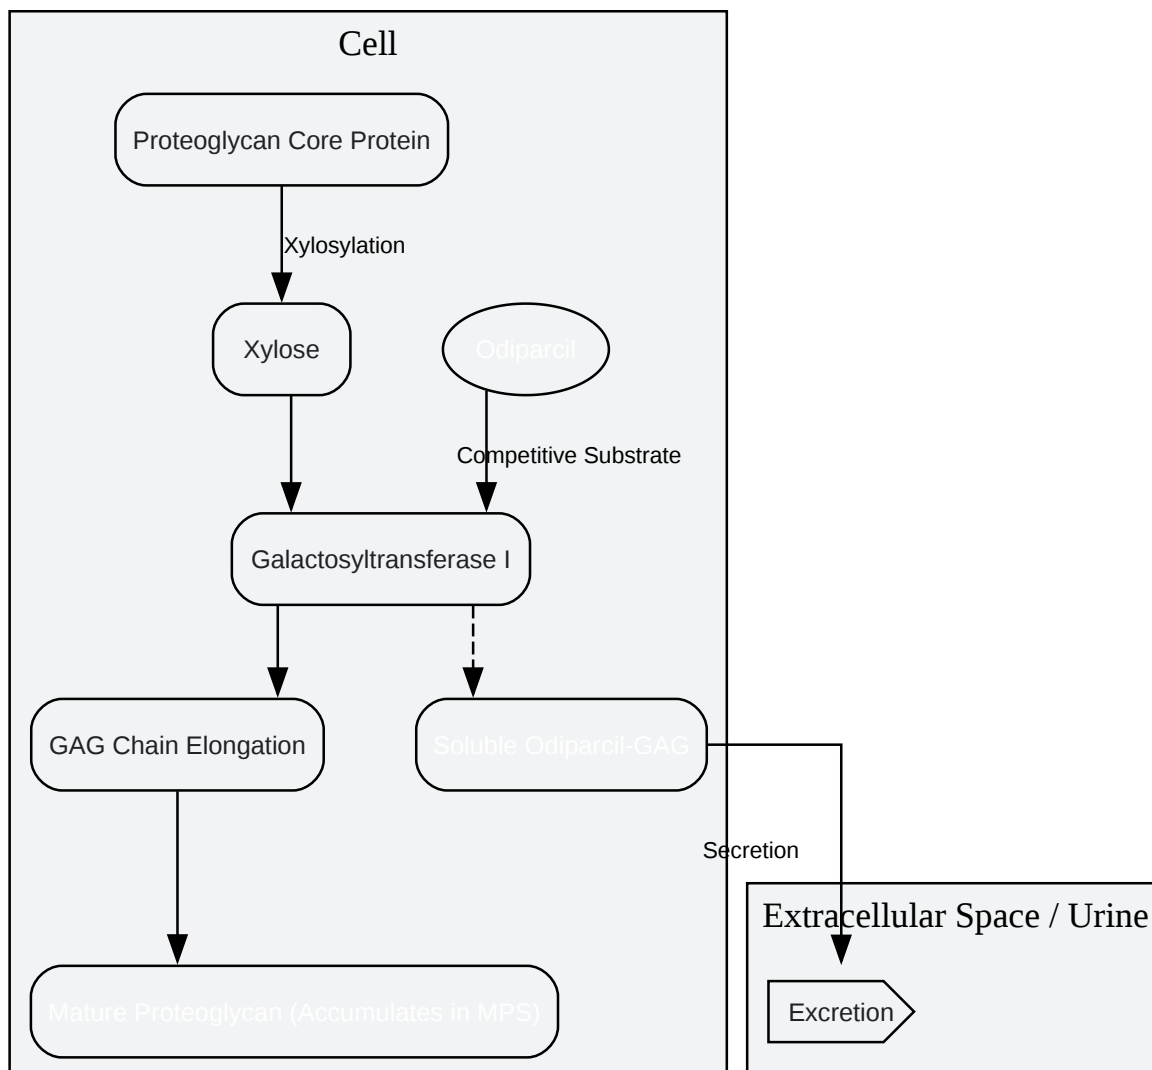 Cell
Proteoglycan Core Protein
Xylosylation
Xylose
Odiparcil
Competitive Substrate
Galactosyltransferase I
GAG Chain Elongation
Soluble Odiparcil-GAG
Secretion
Extracellular Space / Urine
Mature Proteoglycan (Accumulates in MPS)
Excretion